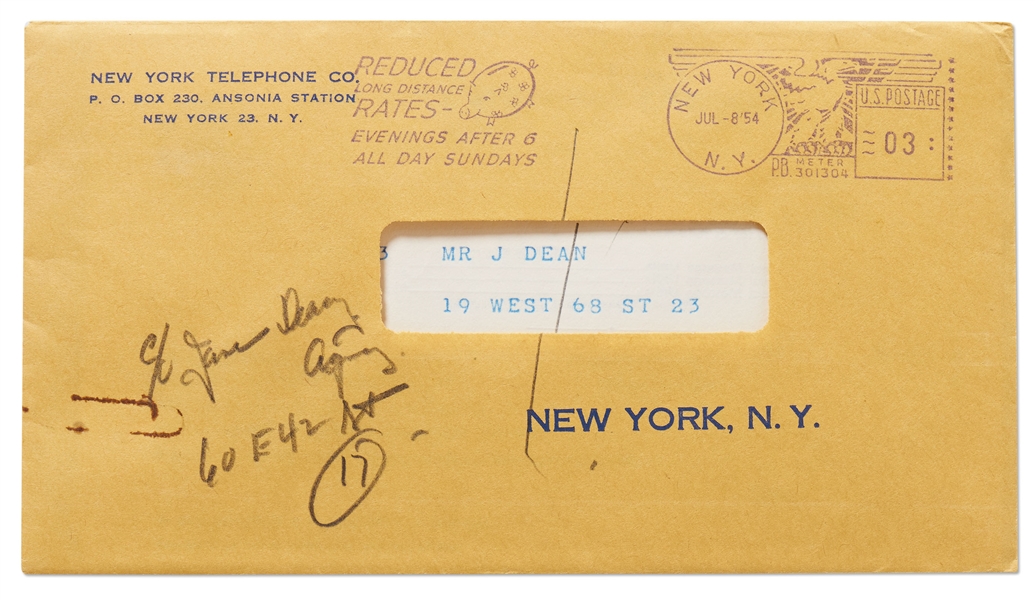 NEW YORK TELEPHONE CO.
P. O. BOX 230, ANSONIA STATION
NEW YORK 23, N. Y.
REDUCED
LONG DISTANCE
RATES-
EVENINGS AFTER 6
ALL DAY SUNDAYS
NEW YORK
JUL-8'54
N.Y.
U.S. POSTAGE
03
P.B. METER
301304
3 MR J DEAN
19 WEST 68 ST 23
c/o Jane Deacy
Agency
60 E 42 St
17
NEW YORK, N. Y.